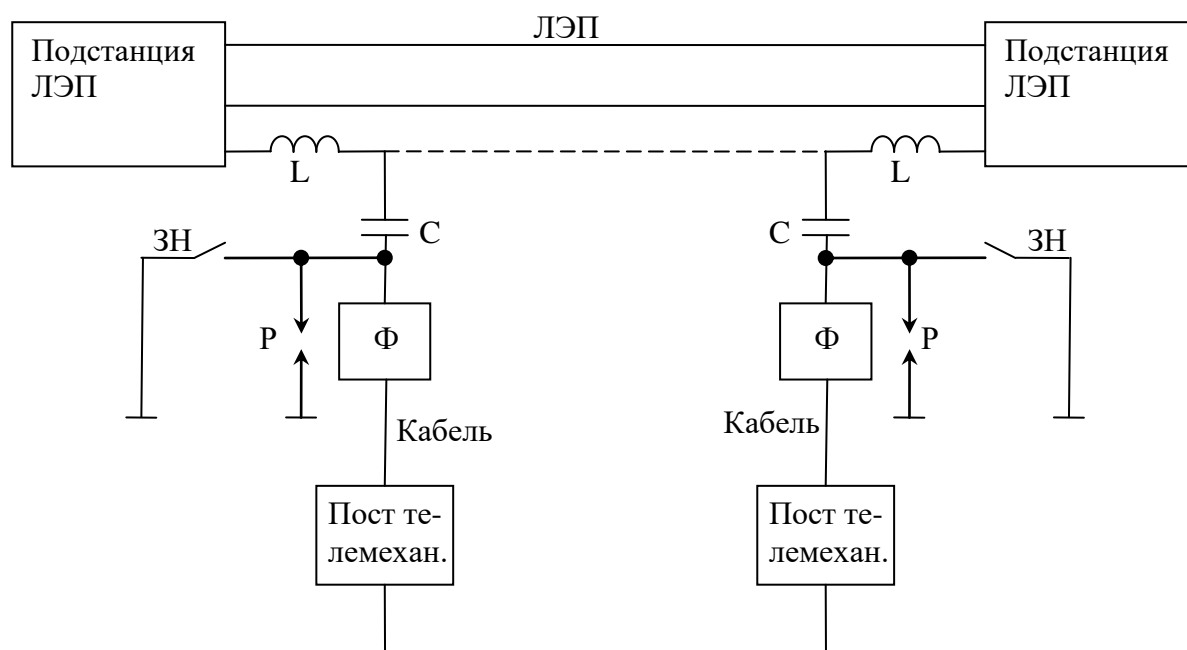 ЛЭП
Подстанция
ЛЭП
Подстанция
ЛЭП
L
L
ЗН
С
С
ЗН
Р
Ф
Ф
Р
Кабель
Кабель
Пост те-
лемехан.
Пост те-
лемехан.